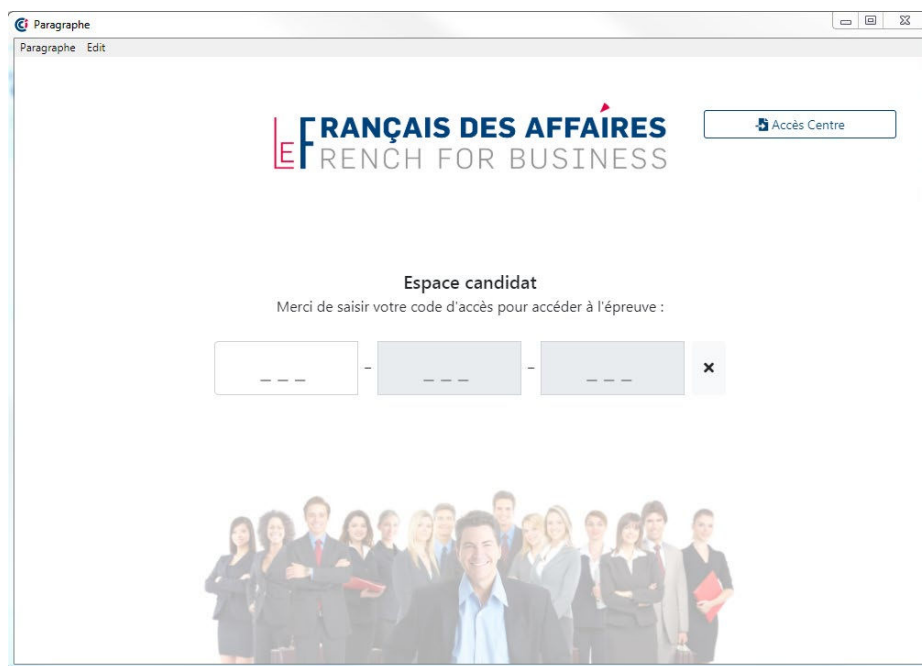 Paragraphe
Paragraphe Edit
LE FRANÇAIS DES AFFAIRES
FRENCH FOR BUSINESS
Accès Centre
Espace candidat
Merci de saisir votre code d'accès pour accéder à l'épreuve :
_ _ _ - _ _ _ - _ _ _